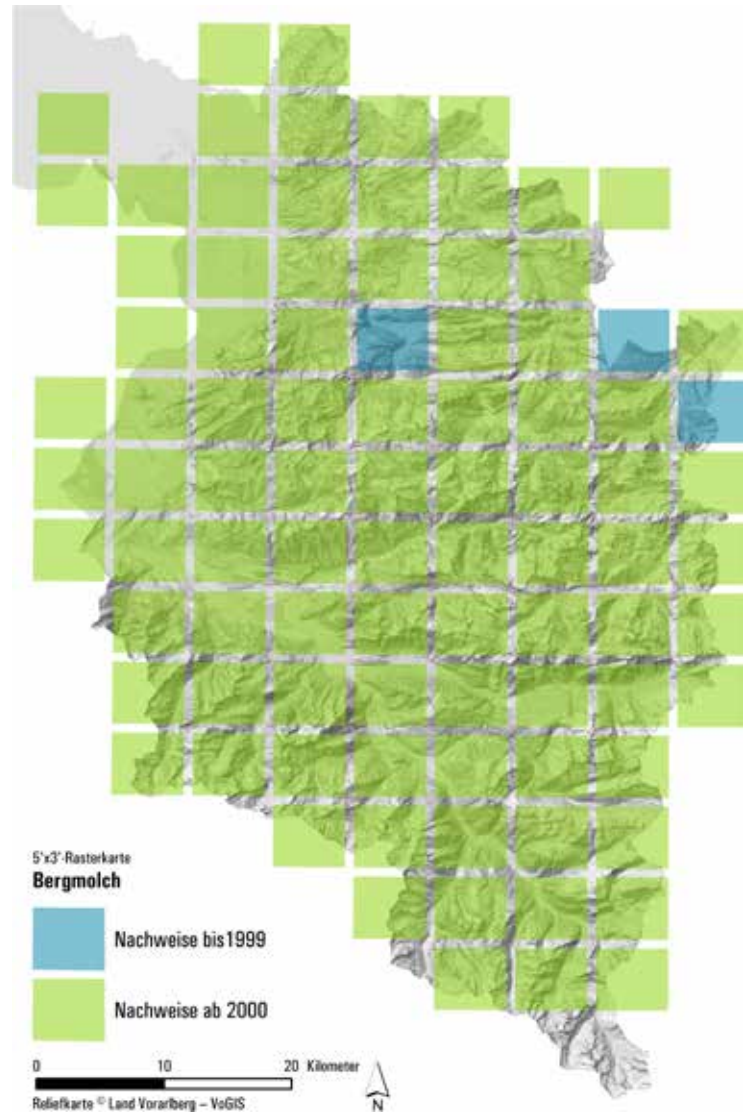 5'x3'-Rasterkarte
Bergmolch
Nachweise bis1999
Nachweise ab 2000
0 10 20 Kilometer
N
Reliefkarte © Land Vorarlberg – VoGIS